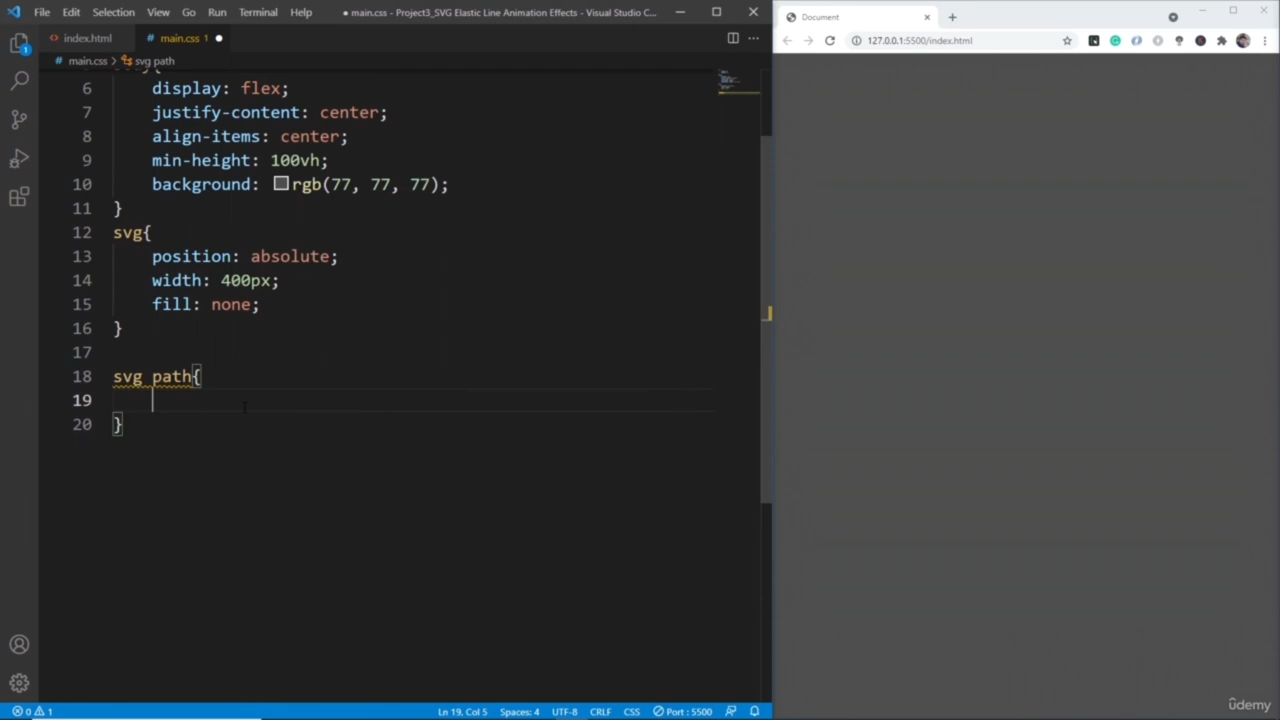 File Edit Selection View Go Run Terminal Help
● main.css - Project3_SVG Elastic Line Animation Effects - Visual Studio C...
index.html
# main.css 1 ●
# main.css > svg path
6 display: flex;
7 justify-content: center;
8 align-items: center;
9 min-height: 100vh;
10 background: rgb(77, 77, 77);
11 }
12 svg{
13 position: absolute;
14 width: 400px;
15 fill: none;
16 }
17
18 svg path{
19
20 }
1
0 1
Ln 19, Col 5 Spaces: 4 UTF-8 CRLF CSS Port : 5500
Document
127.0.0.1:5500/index.html
ûdemy